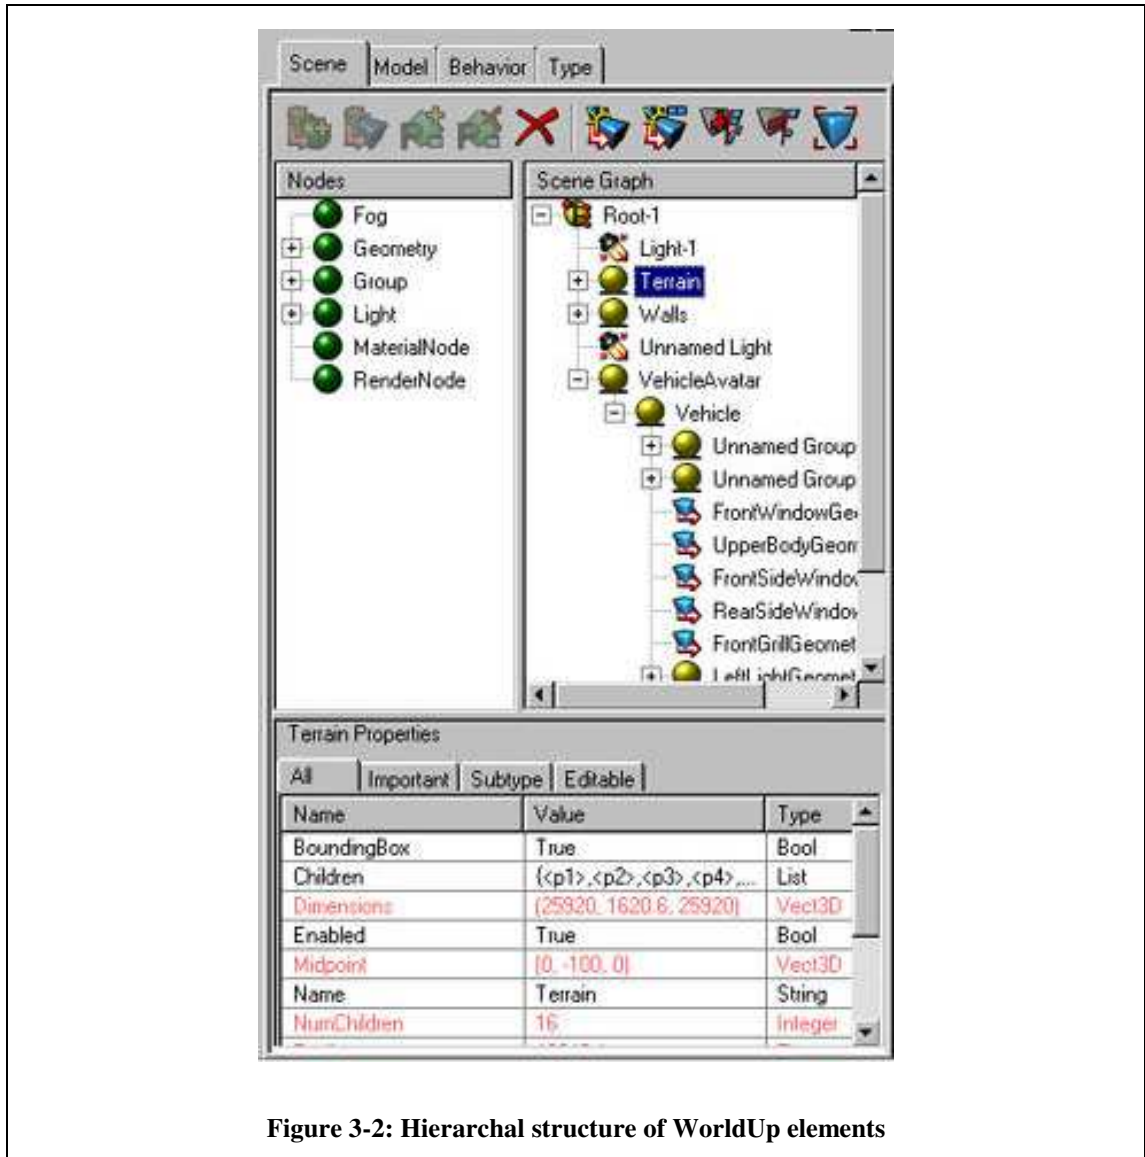 Scene Model Behavior Type
Nodes
Fog
Geometry
Group
Light
MaterialNode
RenderNode
Scene Graph
Root-1
Light-1
Terrain
Walls
Unnamed Light
VehicleAvatar
Vehicle
Unnamed Group
Unnamed Group
FrontWindowGe
UpperBodyGeom
FrontSideWindow
RearSideWindow
FrontGrillGeomet
LeftLightGeomet
Terrain Properties
All Important Subtype Editable
Name Value Type
BoundingBox True Bool
Children {<p1>,<p2>,<p3>,<p4>,... List
Dimensions (25920, 1620.6, 25920) Vect3D
Enabled True Bool
Midpoint (0, -100, 0) Vect3D
Name Terrain String
NumChildren 16 Integer
Figure 3-2: Hierarchal structure of WorldUp elements